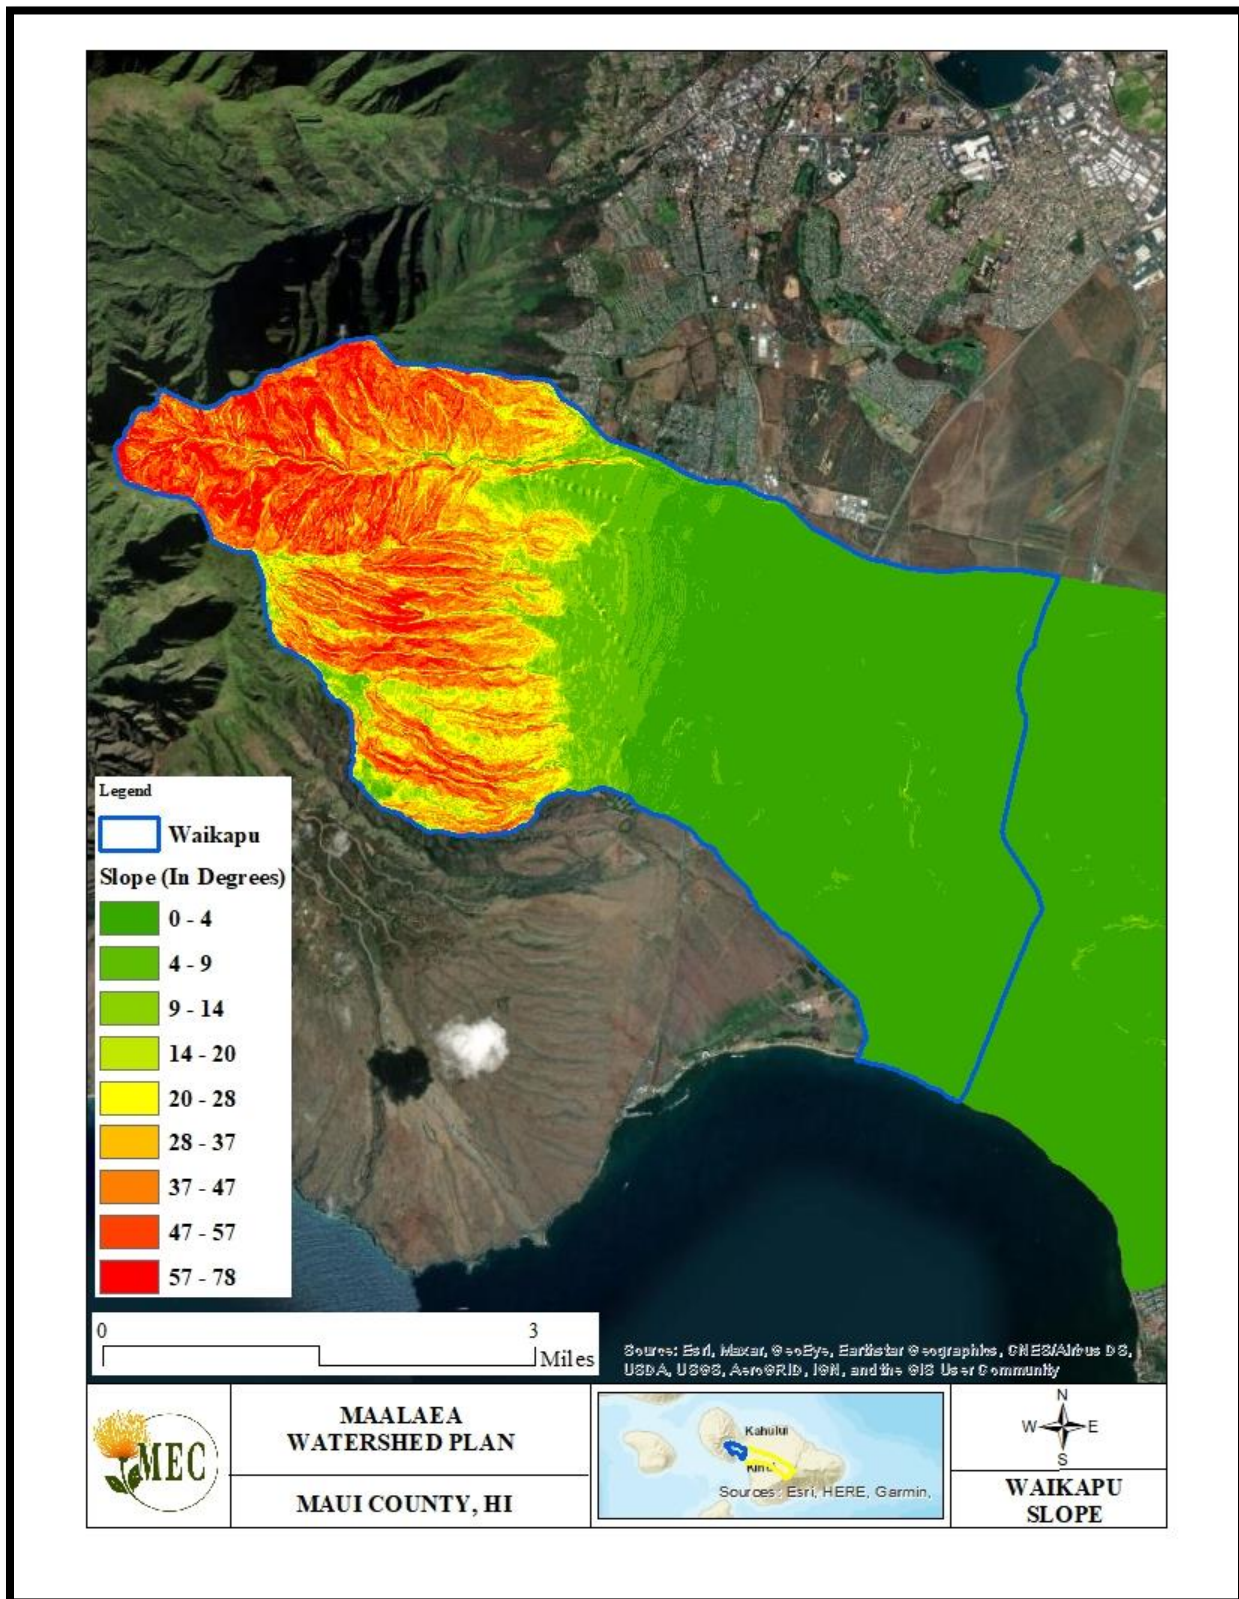 Legend
Waikapu
Slope (In Degrees)
0 - 4
4 - 9
9 - 14
14 - 20
20 - 28
28 - 37
37 - 47
47 - 57
57 - 78
0 3
Miles
Source: Esri, Maxar, GeoEye, Earthstar Geographics, CNES/Airbus DS,
USDA, USGS, AeroGRID, IGN, and the GIS User Community
MEC
MAALAEA
WATERSHED PLAN
MAUI COUNTY, HI
Kahului
Kihei
Sources: Esri, HERE, Garmin,
N
W E
S
WAIKAPU
SLOPE